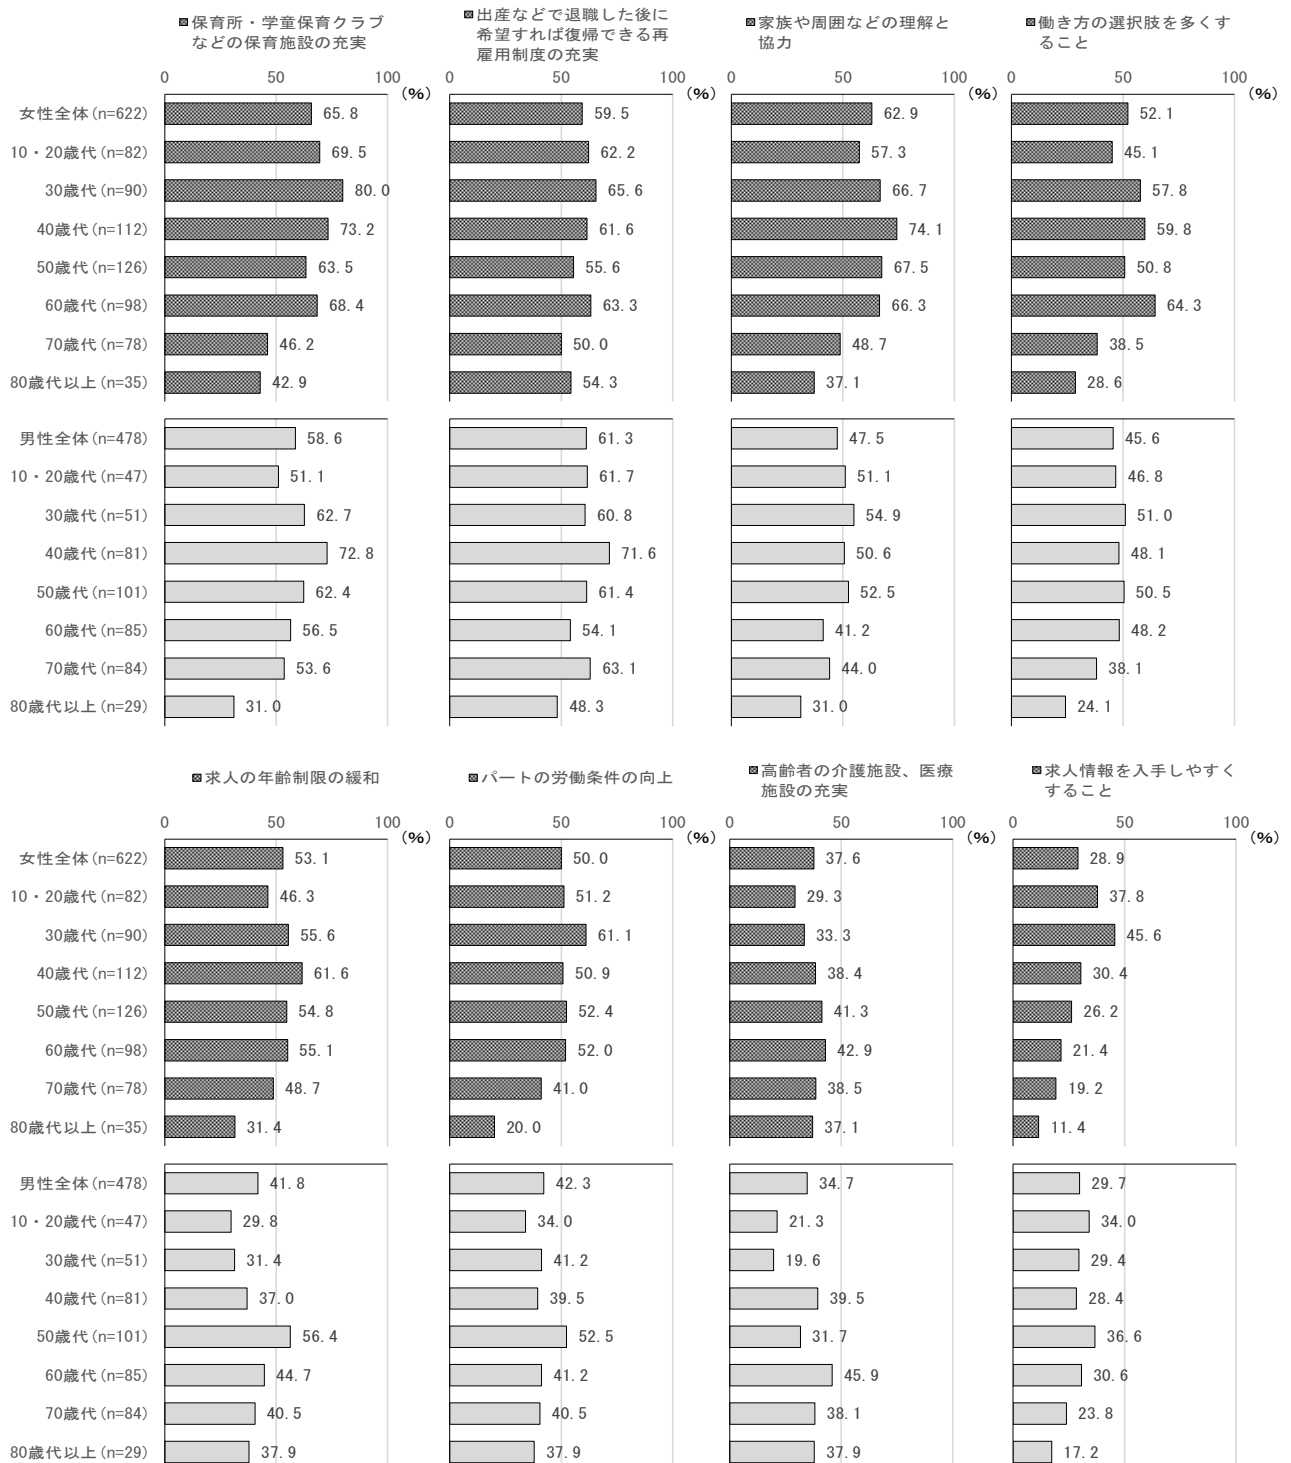 保育所・学童保育クラブ
などの保育施設の充実
出産などで退職した後に
希望すれば復帰できる再
雇用制度の充実
家族や周囲などの理解と
協力
働き方の選択肢を多くす
ること
0 50 100 0 50 100 0 50 100 0 50 100
(%) (%) (%) (%)
女性全体(n=622) 65.8 59.5 62.9 52.1
10・20歳代(n=82) 69.5 62.2 57.3 45.1
30歳代(n=90) 80.0 65.6 66.7 57.8
40歳代(n=112) 73.2 61.6 74.1 59.8
50歳代(n=126) 63.5 55.6 67.5 50.8
60歳代(n=98) 68.4 63.3 66.3 64.3
70歳代(n=78) 46.2 50.0 48.7 38.5
80歳代以上(n=35) 42.9 54.3 37.1 28.6
男性全体(n=478) 58.6 61.3 47.5 45.6
10・20歳代(n=47) 51.1 61.7 51.1 46.8
30歳代(n=51) 62.7 60.8 54.9 51.0
40歳代(n=81) 72.8 71.6 50.6 48.1
50歳代(n=101) 62.4 61.4 52.5 50.5
60歳代(n=85) 56.5 54.1 41.2 48.2
70歳代(n=84) 53.6 63.1 44.0 38.1
80歳代以上(n=29) 31.0 48.3 31.0 24.1
求人の年齢制限の緩和
パートの労働条件の向上
高齢者の介護施設、医療
施設の充実
求人情報を入手しやすく
すること
0 50 100 0 50 100 0 50 100 0 50 100
(%) (%) (%) (%)
女性全体(n=622) 53.1 50.0 37.6 28.9
10・20歳代(n=82) 46.3 51.2 29.3 37.8
30歳代(n=90) 55.6 61.1 33.3 45.6
40歳代(n=112) 61.6 50.9 38.4 30.4
50歳代(n=126) 54.8 52.4 41.3 26.2
60歳代(n=98) 55.1 52.0 42.9 21.4
70歳代(n=78) 48.7 41.0 38.5 19.2
80歳代以上(n=35) 31.4 20.0 37.1 11.4
男性全体(n=478) 41.8 42.3 34.7 29.7
10・20歳代(n=47) 29.8 34.0 21.3 34.0
30歳代(n=51) 31.4 41.2 19.6 29.4
40歳代(n=81) 37.0 39.5 39.5 28.4
50歳代(n=101) 56.4 52.5 31.7 36.6
60歳代(n=85) 44.7 41.2 45.9 30.6
70歳代(n=84) 40.5 40.5 38.1 23.8
80歳代以上(n=29) 37.9 37.9 37.9 17.2